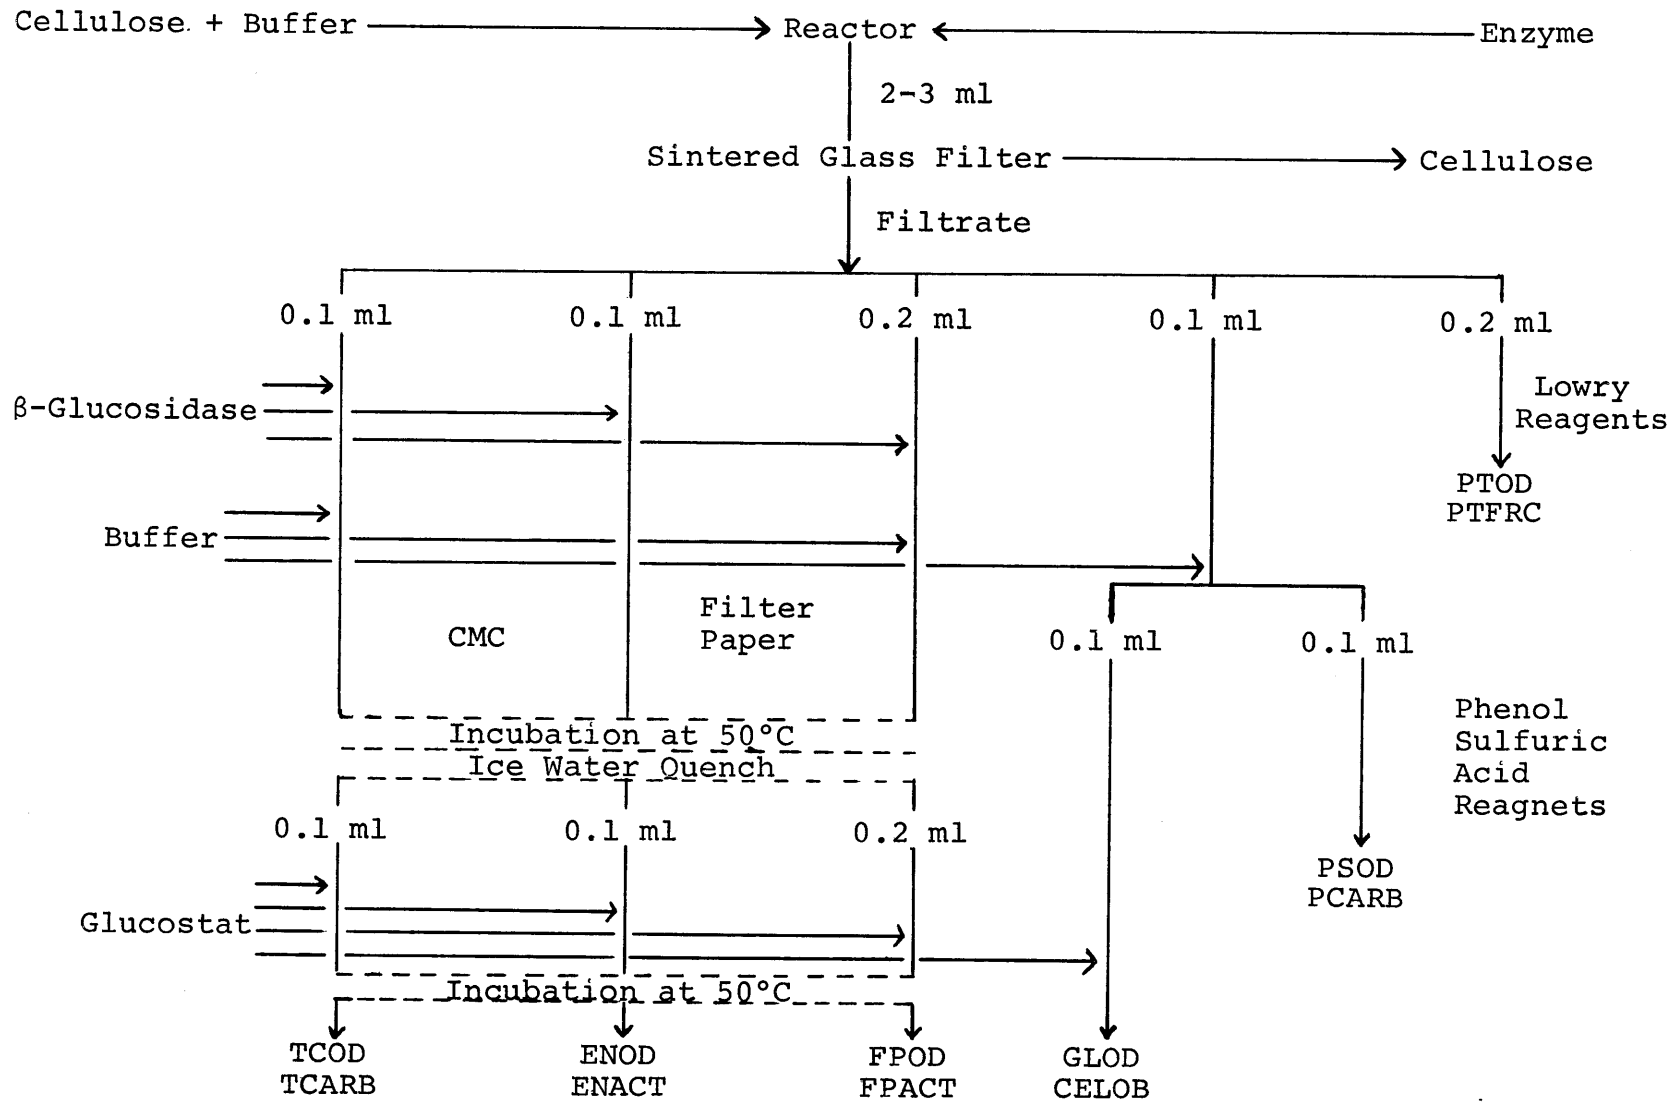 Cellulose + Buffer Reactor Enzyme
2-3 ml
Sintered Glass Filter Cellulose
Filtrate
0.1 ml 0.1 ml 0.2 ml 0.1 ml 0.2 ml
Lowry
Reagents
β-Glucosidase
PTOD
PTFRC
Buffer
Filter
Paper
CMC
0.1 ml 0.1 ml
Phenol
Sulfuric
Acid
Reagnets
Incubation at 50°C
Ice Water Quench
0.1 ml 0.1 ml 0.2 ml
PSOD
PCARB
Glucostat
Incubation at 50°C
TCOD ENOD FPOD GLOD
TCARB ENACT FPACT CELOB